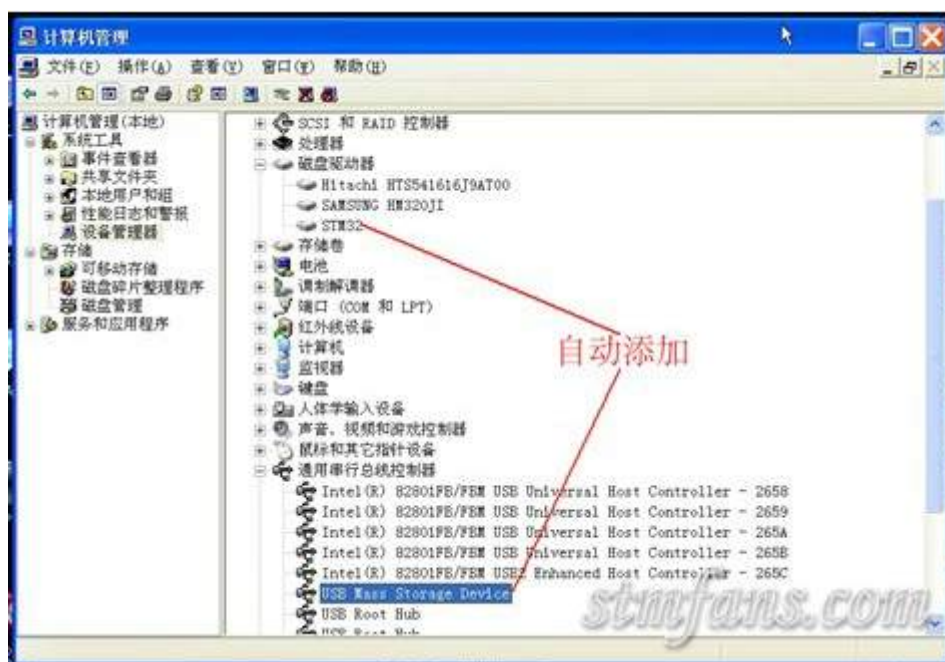 计算机管理
文件(F) 操作(A) 查看(V) 窗口(W) 帮助(H)
计算机管理(本地)
系统工具
事件查看器
共享文件夹
本地用户和组
性能日志和警报
设备管理器
存储
可移动存储
磁盘碎片整理程序
磁盘管理
服务和应用程序
SCSI 和 RAID 控制器
处理器
磁盘驱动器
Hitachi HTS541616J9AT00
SAMSUNG HM320JI
STM32
存储卷
电池
调制解调器
端口 (COM 和 LPT)
红外线设备
计算机
监视器
键盘
人体学输入设备
声音、视频和游戏控制器
鼠标和其它指针设备
通用串行总线控制器
Intel(R) 82801FB/FBM USB Universal Host Controller - 2658
Intel(R) 82801FB/FBM USB Universal Host Controller - 2659
Intel(R) 82801FB/FBM USB Universal Host Controller - 265A
Intel(R) 82801FB/FBM USB Universal Host Controller - 265B
Intel(R) 82801FB/FBM USB2 Enhanced Host Controller - 265C
USB Mass Storage Device
USB Root Hub
USB Root Hub
自动添加
stmfans.com